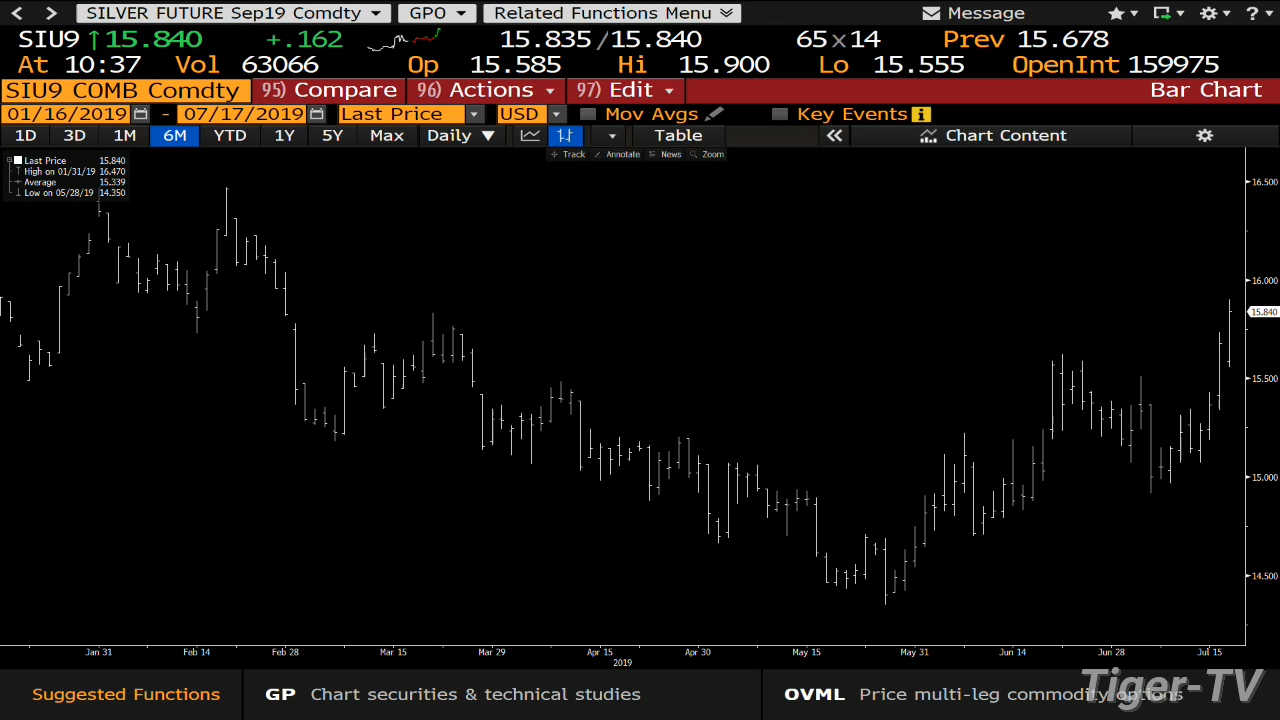 SILVER FUTURE Sep19 Comdty GPO Related Functions Menu Message ?
SIU9 ↑15.840 +.162 15.835/15.840 65x14 Prev 15.678
At 10:37 Vol 63066 Op 15.585 Hi 15.900 Lo 15.555 OpenInt 159975
SIU9 COMB Comdty 95) Compare 96) Actions 97) Edit Bar Chart
01/16/2019 - 07/17/2019 Last Price USD Mov Avgs Key Events i
1D 3D 1M 6M YTD 1Y 5Y Max Daily ▼ Table « Chart Content
Track Annotate News Zoom
Last Price 15.840
High on 01/31/19 16.470
Average 15.339
Low on 05/28/19 14.350
16.500
16.000
15.840
15.500
15.000
14.500
Jan 31 Feb 14 Feb 28 Mar 15 Mar 29 Apr 15 Apr 30 May 15 May 31 Jun 14 Jun 28 Jul 15
2019
Suggested Functions GP Chart securities & technical studies OVML Price multi-leg commodity options
Tiger-TV